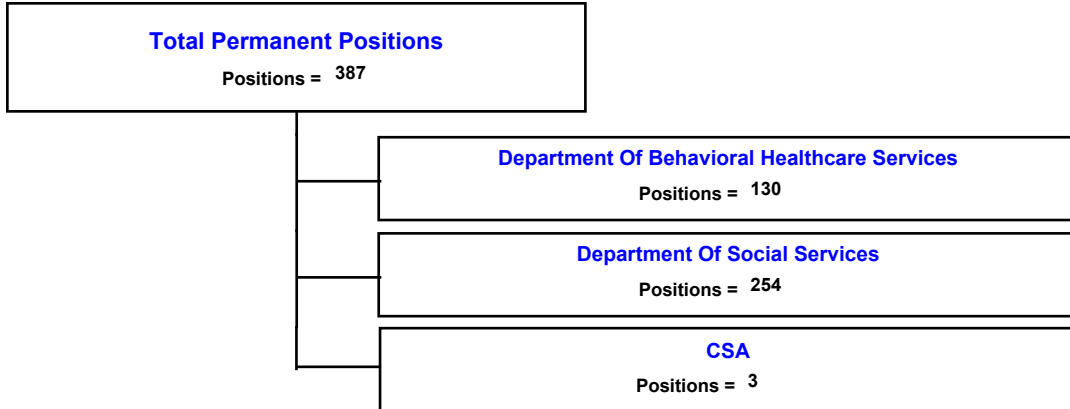 Total Permanent Positions
Positions = 387
Department Of Behavioral Healthcare Services
Positions = 130
Department Of Social Services
Positions = 254
CSA
Positions = 3